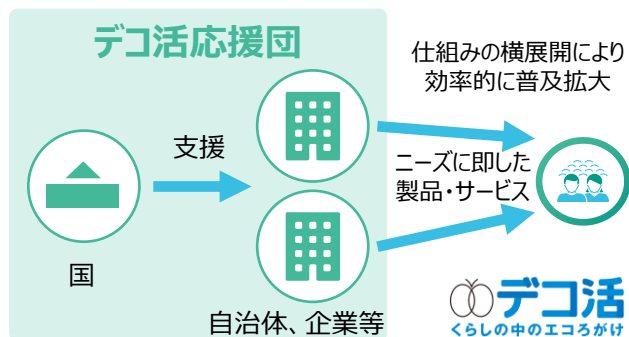 デコ活応援団
仕組みの横展開により
効率的に普及拡大
支援
ニーズに即した
製品・サービス
国
自治体、企業等
デコ活
くらしの中のエコろがけ